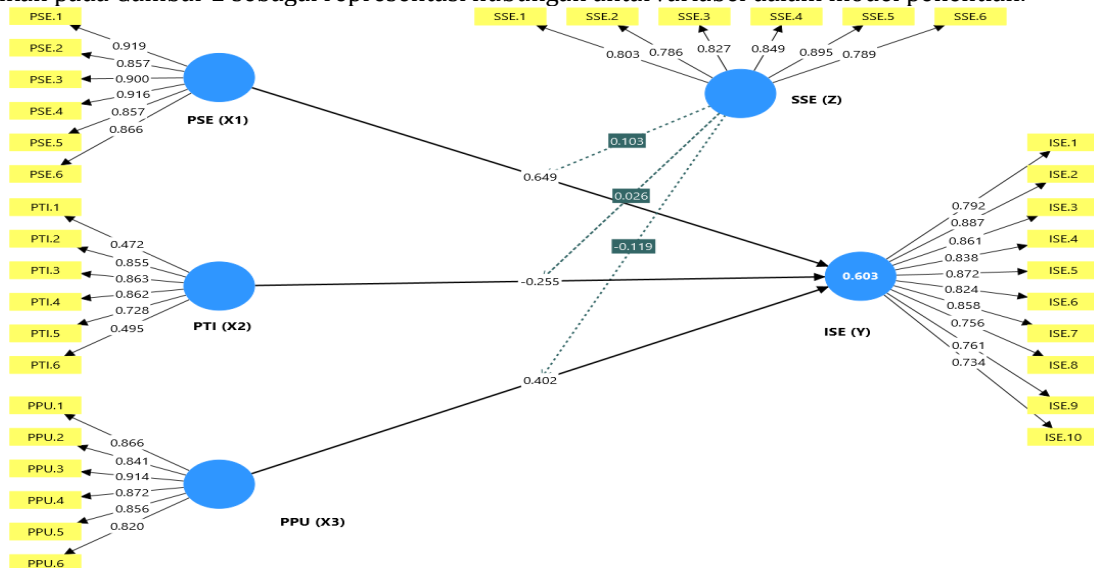 PSE.1
PSE.2
PSE.3
PSE.4
PSE.5
PSE.6
0.919
0.857
0.900
0.916
0.857
0.866
PSE (X1)
SSE.1 SSE.2 SSE.3 SSE.4 SSE.5 SSE.6
0.803 0.786 0.827 0.849 0.895 0.789
SSE (Z)
0.103
0.026
-0.119
0.649
-0.255
0.402
PTI.1
PTI.2
PTI.3
PTI.4
PTI.5
PTI.6
0.472
0.855
0.863
0.862
0.728
0.495
PTI (X2)
PPU.1
PPU.2
PPU.3
PPU.4
PPU.5
PPU.6
0.866
0.841
0.914
0.872
0.856
0.820
PPU (X3)
0.603
ISE (Y)
0.792
0.887
0.861
0.838
0.872
0.824
0.858
0.756
0.761
0.734
ISE.1
ISE.2
ISE.3
ISE.4
ISE.5
ISE.6
ISE.7
ISE.8
ISE.9
ISE.10